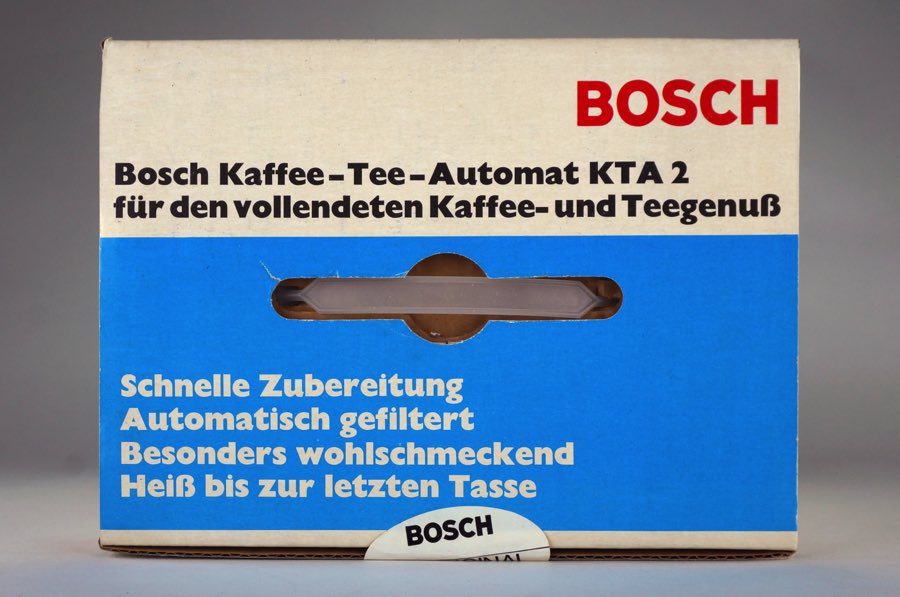 BOSCH
Bosch Kaffee-Tee-Automat KTA 2
für den vollendeten Kaffee- und Teegenuß
Schnelle Zubereitung
Automatisch gefiltert
Besonders wohlschmeckend
Heiß bis zur letzten Tasse
BOSCH